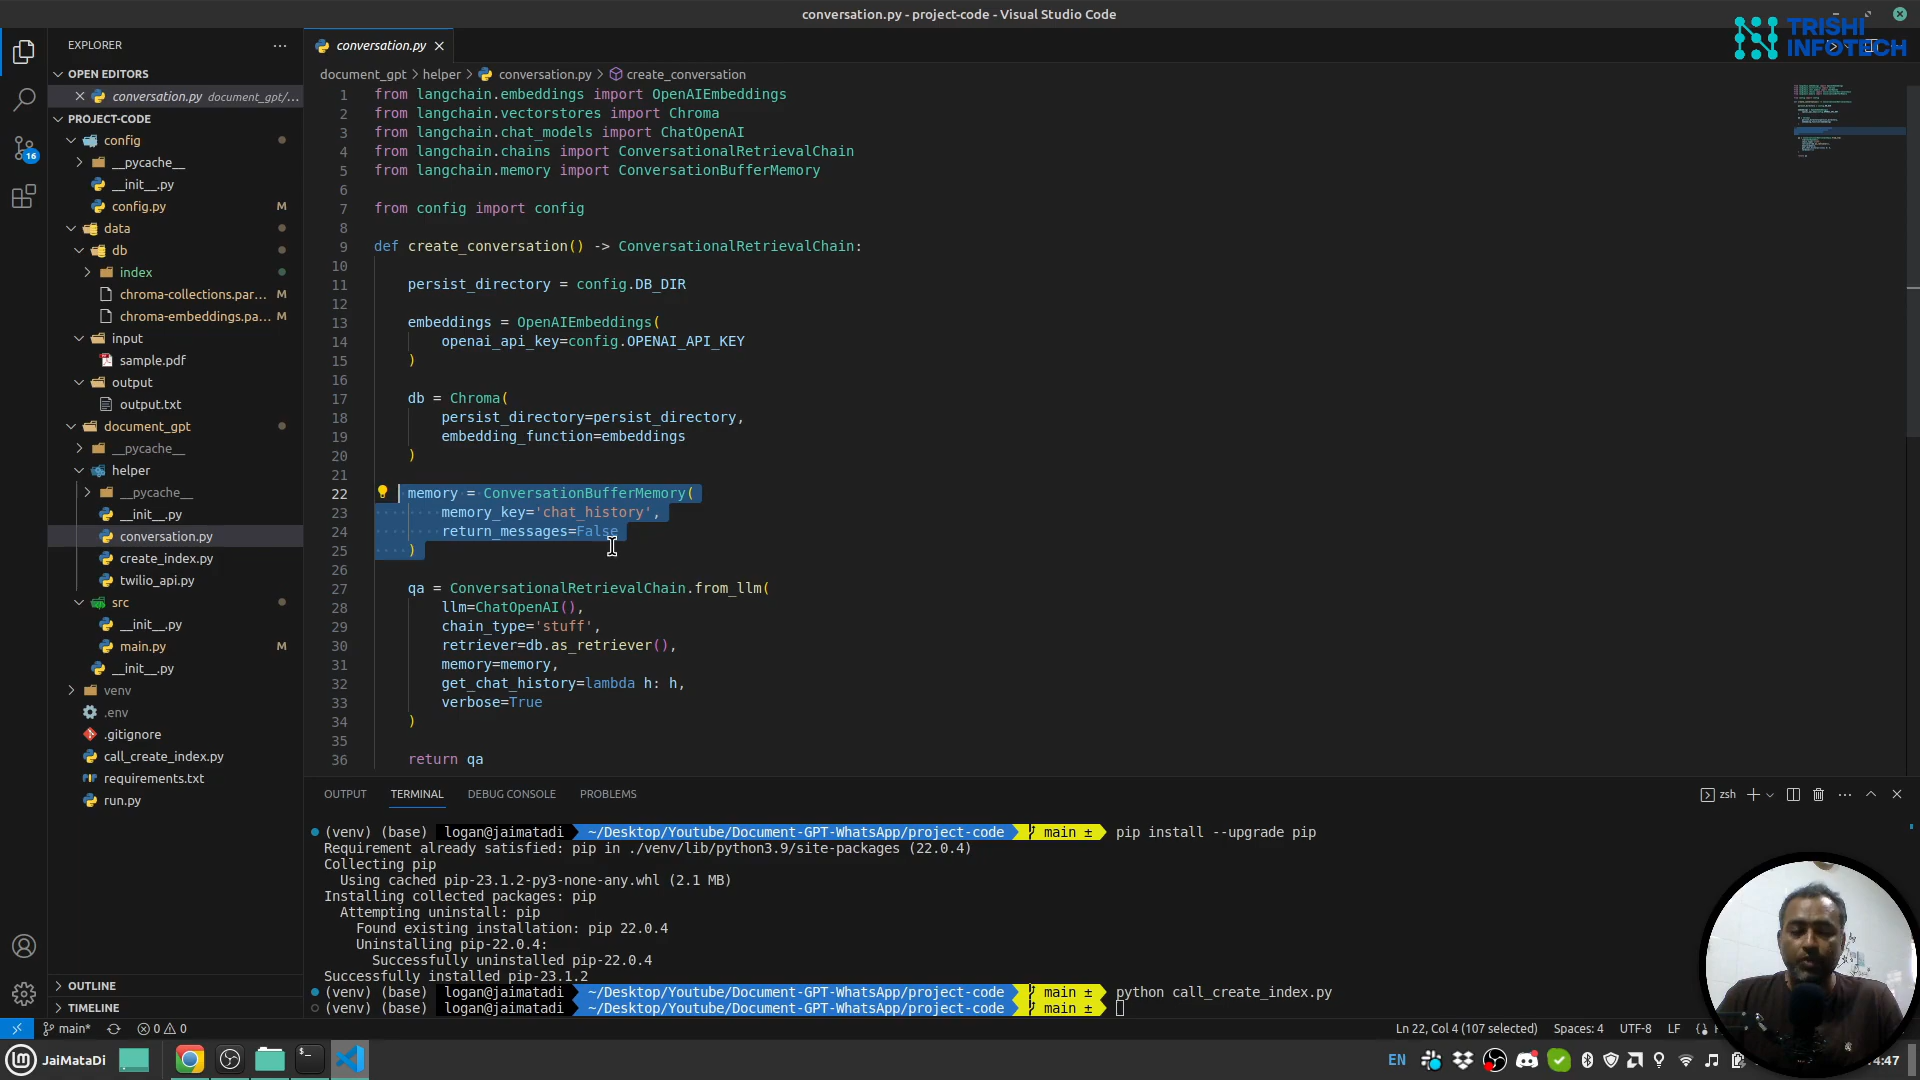 conversation.py - project-code - Visual Studio Code
TRISHI
INFOTECH
EXPLORER
OPEN EDITORS
conversation.py document_gpt/...
PROJECT-CODE
config
__pycache__
__init__.py
config.py M
data
db
index
chroma-collections.par... M
chroma-embeddings.pa... M
input
sample.pdf
output
output.txt
document_gpt
__pycache__
helper
__pycache__
__init__.py
conversation.py
create_index.py
twilio_api.py
src
__init__.py
main.py M
__init__.py
venv
.env
.gitignore
call_create_index.py
requirements.txt
run.py
OUTLINE
TIMELINE
16
conversation.py
document_gpt > helper > conversation.py > create_conversation
1 from langchain.embeddings import OpenAIEmbeddings
2 from langchain.vectorstores import Chroma
3 from langchain.chat_models import ChatOpenAI
4 from langchain.chains import ConversationalRetrievalChain
5 from langchain.memory import ConversationBufferMemory
6
7 from config import config
8
9 def create_conversation() -> ConversationalRetrievalChain:
10
11 persist_directory = config.DB_DIR
12
13 embeddings = OpenAIEmbeddings(
14 openai_api_key=config.OPENAI_API_KEY
15 )
16
17 db = Chroma(
18 persist_directory=persist_directory,
19 embedding_function=embeddings
20 )
21
22 memory = ConversationBufferMemory(
23 memory_key='chat_history',
24 return_messages=False
25 )
26
27 qa = ConversationalRetrievalChain.from_llm(
28 llm=ChatOpenAI(),
29 chain_type='stuff',
30 retriever=db.as_retriever(),
31 memory=memory,
32 get_chat_history=lambda h: h,
33 verbose=True
34 )
35
36 return qa
OUTPUT TERMINAL DEBUG CONSOLE PROBLEMS
zsh
(venv) (base) logan@jaimatadi ~/Desktop/Youtube/Document-GPT-WhatsApp/project-code main ± pip install --upgrade pip
Requirement already satisfied: pip in ./venv/lib/python3.9/site-packages (22.0.4)
Collecting pip
Using cached pip-23.1.2-py3-none-any.whl (2.1 MB)
Installing collected packages: pip
Attempting uninstall: pip
Found existing installation: pip 22.0.4
Uninstalling pip-22.0.4:
Successfully uninstalled pip-22.0.4
Successfully installed pip-23.1.2
(venv) (base) logan@jaimatadi ~/Desktop/Youtube/Document-GPT-WhatsApp/project-code main ± python call_create_index.py
(venv) (base) logan@jaimatadi ~/Desktop/Youtube/Document-GPT-WhatsApp/project-code main ±
main* 0 0 Ln 22, Col 4 (107 selected) Spaces: 4 UTF-8 LF
JaiMataDi EN